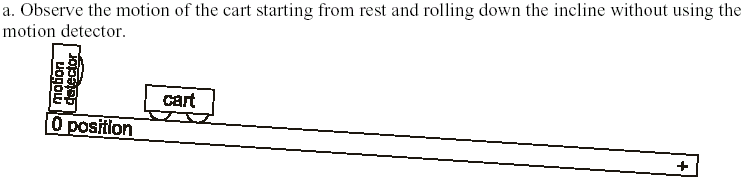 a. Observe the motion of the cart starting from rest and rolling down the incline without using the
motion detector.
motion
detector
cart
0 position
+